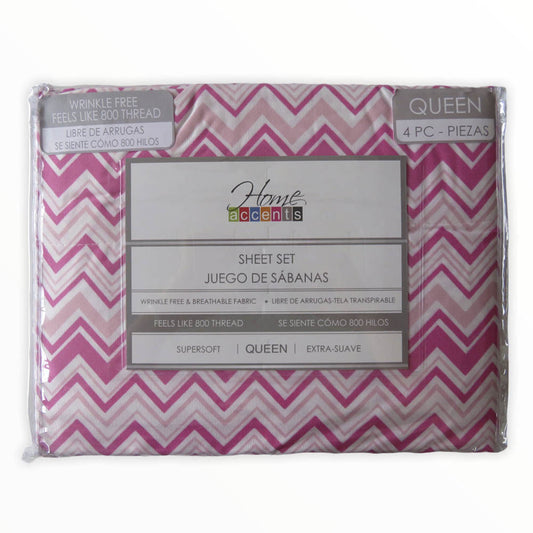 WRINKLE FREE
FEELS LIKE 800 THREAD
LIBRE DE ARRUGAS
SE SIENTE CÓMO 800 HILOS
QUEEN
4 PC - PIEZAS
Home
accents
SHEET SET
JUEGO DE SÁBANAS
WRINKLE FREE & BREATHABLE FABRIC • LIBRE DE ARRUGAS-TELA TRANSPIRABLE
FEELS LIKE 800 THREAD SE SIENTE CÓMO 800 HILOS
SUPERSOFT | QUEEN | EXTRA-SUAVE